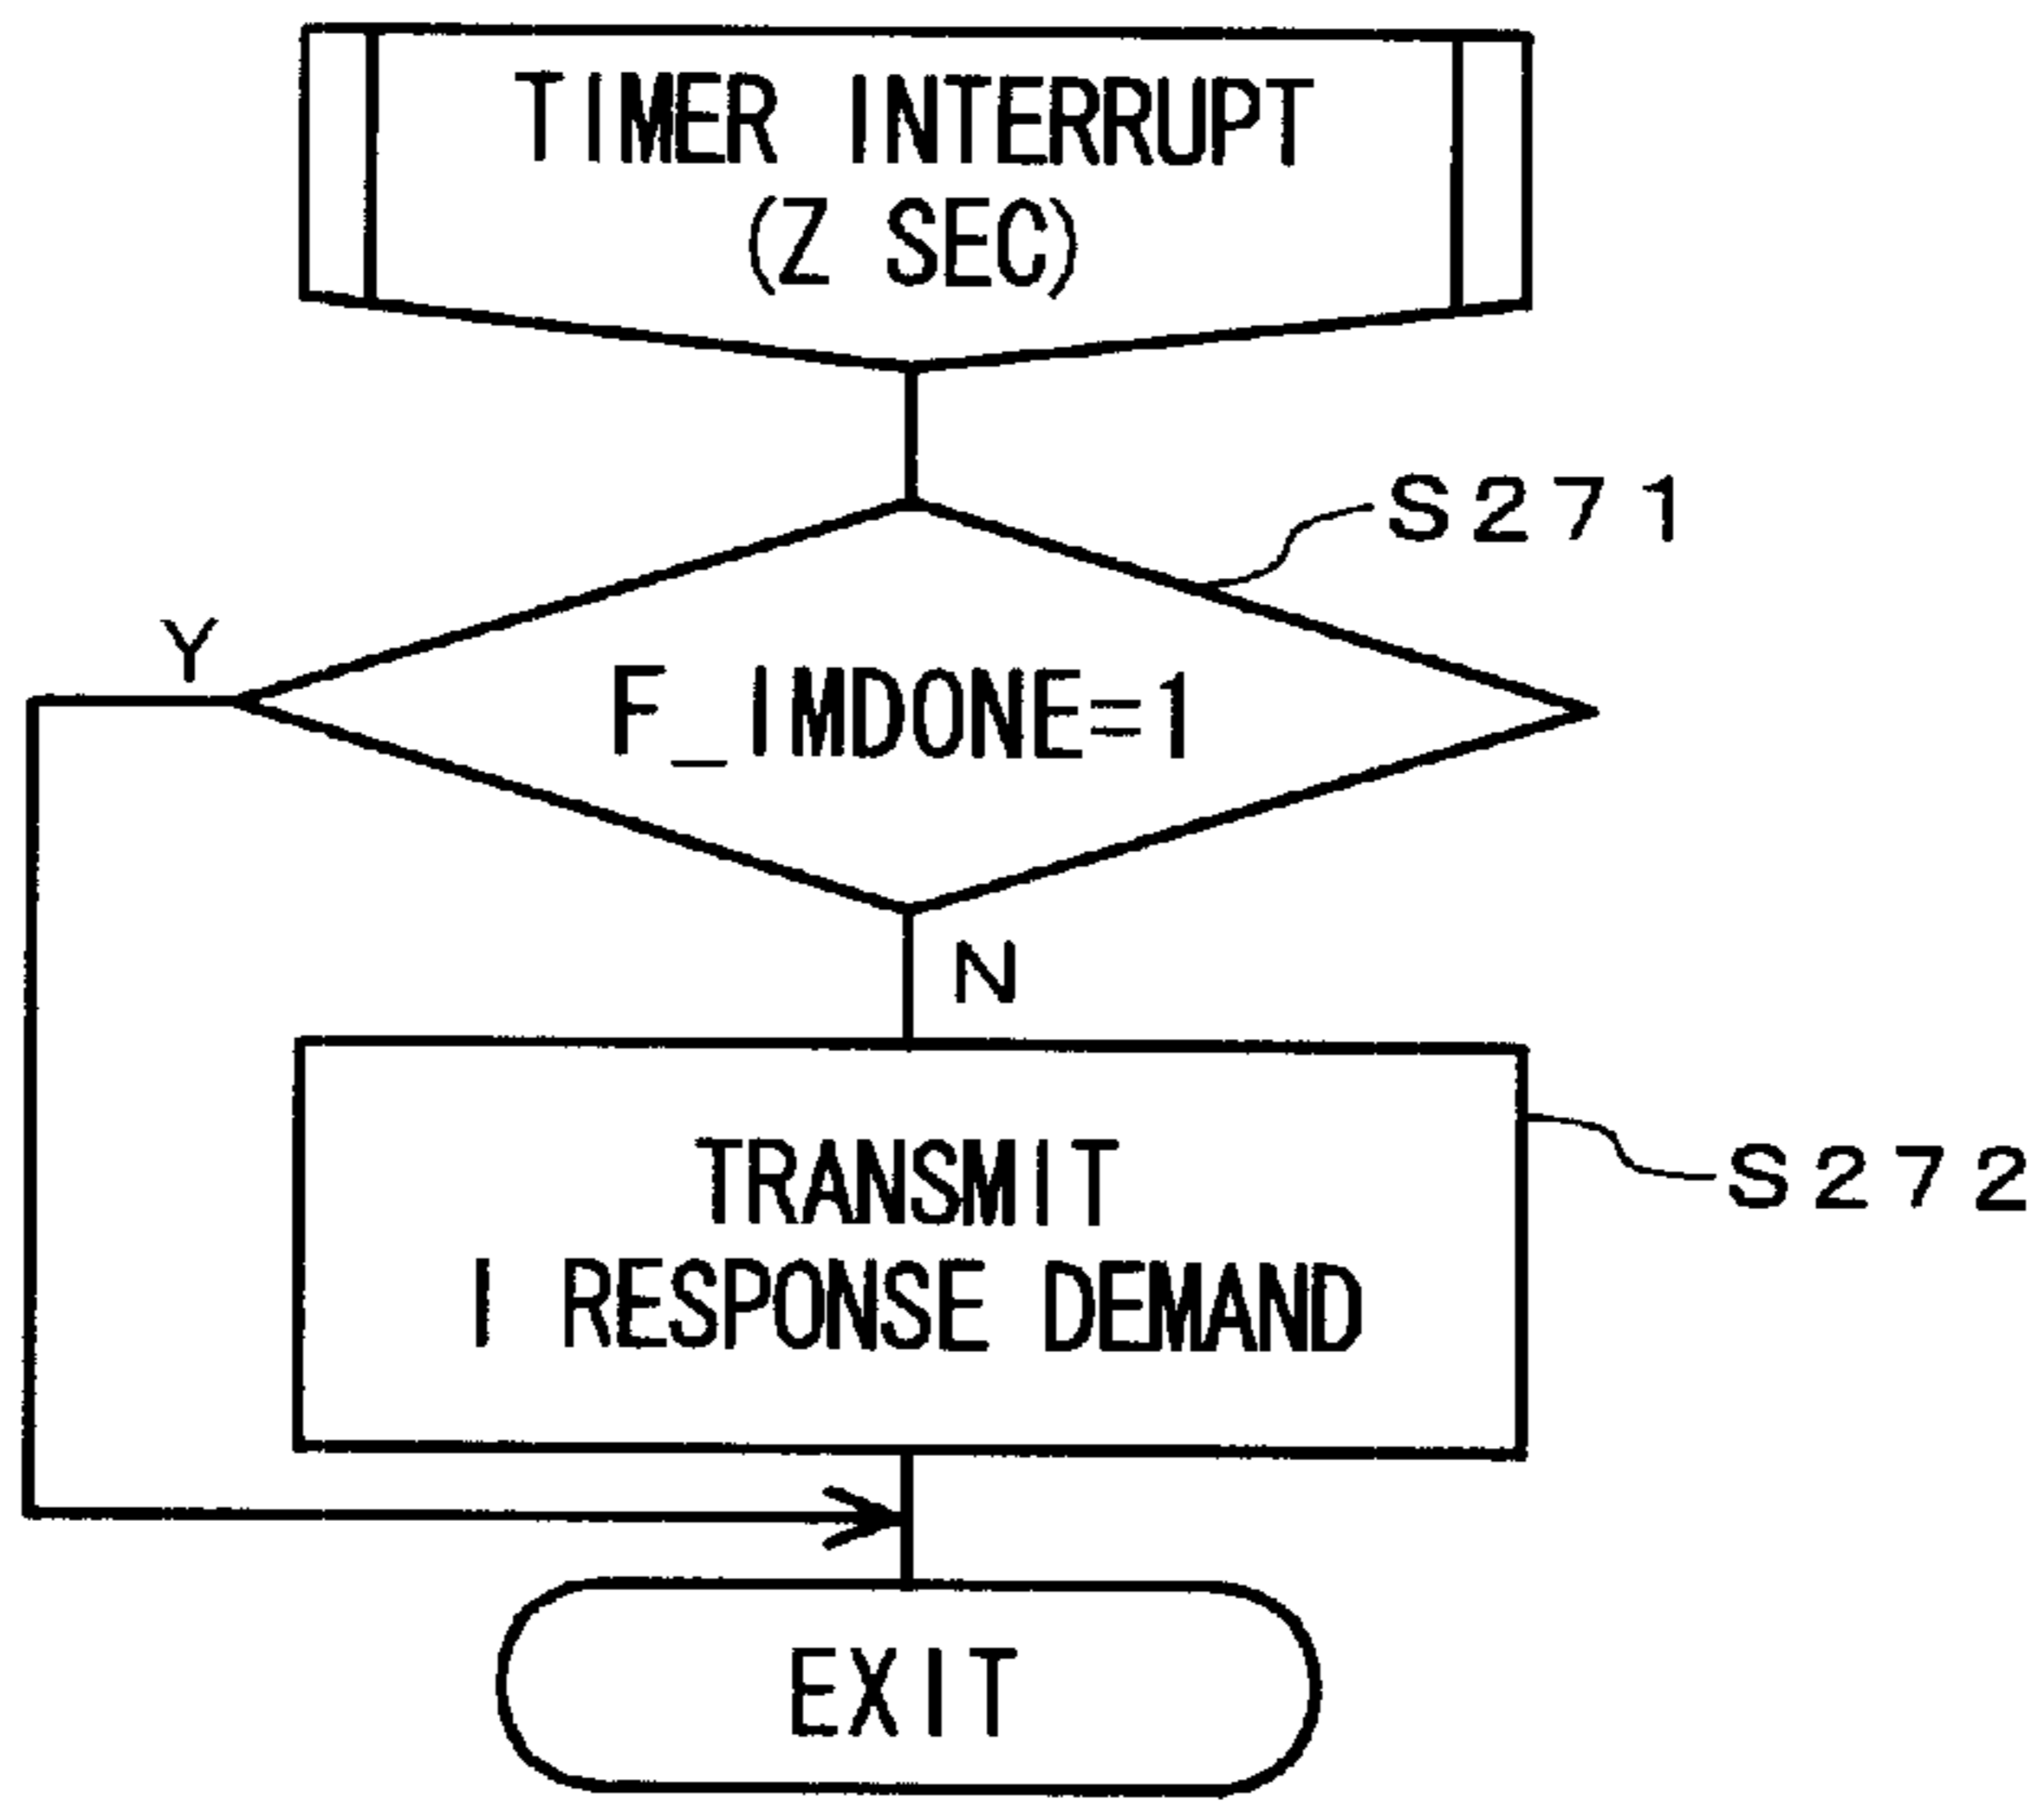 TIMER INTERRUPT
(Z SEC)
S271
Y
F_IMDONE=1
N
TRANSMIT
I RESPONSE DEMAND
S272
EXIT